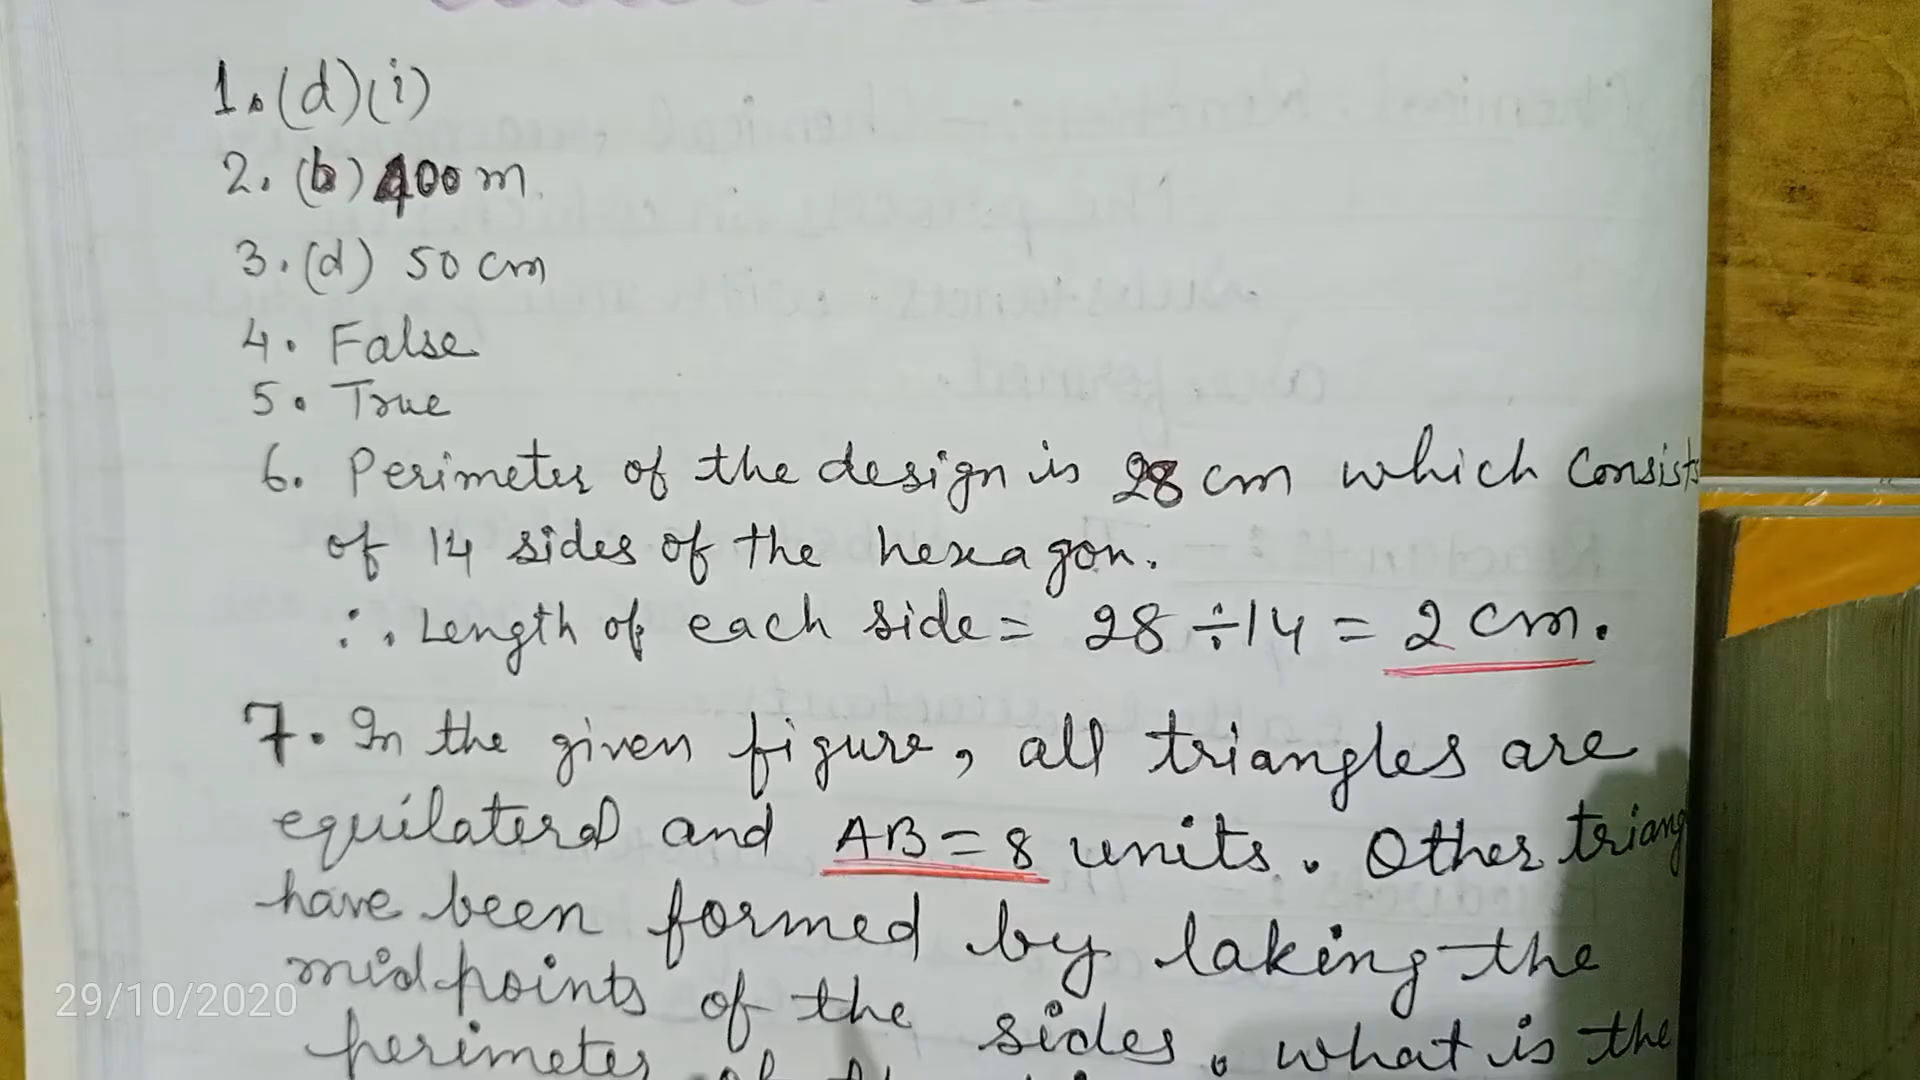 1. (d) (i)
2. (b) 400 m
3. (d) 50 cm
4. False
5. True
6. Perimeter of the design is 28 cm which consists
of 14 sides of the hexagon.
∴ Length of each side = 28 ÷ 14 = 2 cm.
7. In the given figure, all triangles are
equilateral and AB = 8 units. Other triang
have been formed by taking the
midpoints of the sides. what is the
perimeter of the
29/10/2020